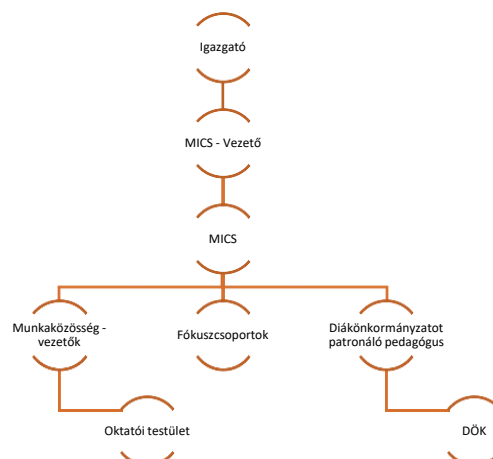 Igazgató
MICS - Vezető
MICS
Munkaközösség -
vezetők
Fókuszcsoportok
Diákönkormányzatot
patronáló pedagógus
Oktatói testület
DÖK